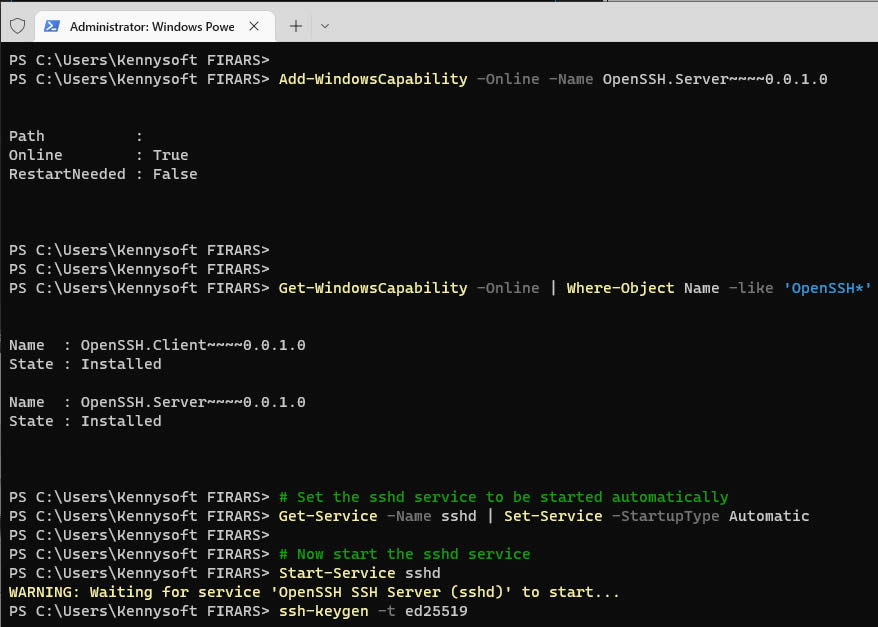 Administrator: Windows Powe
PS C:\Users\Kennysoft FIRARS>
PS C:\Users\Kennysoft FIRARS> Add-WindowsCapability -Online -Name OpenSSH.Server~~~~0.0.1.0
Path          :
Online        : True
RestartNeeded : False
PS C:\Users\Kennysoft FIRARS>
PS C:\Users\Kennysoft FIRARS>
PS C:\Users\Kennysoft FIRARS> Get-WindowsCapability -Online | Where-Object Name -like 'OpenSSH*'
Name  : OpenSSH.Client~~~~0.0.1.0
State : Installed
Name  : OpenSSH.Server~~~~0.0.1.0
State : Installed
PS C:\Users\Kennysoft FIRARS> # Set the sshd service to be started automatically
PS C:\Users\Kennysoft FIRARS> Get-Service -Name sshd | Set-Service -StartupType Automatic
PS C:\Users\Kennysoft FIRARS>
PS C:\Users\Kennysoft FIRARS> # Now start the sshd service
PS C:\Users\Kennysoft FIRARS> Start-Service sshd
WARNING: Waiting for service 'OpenSSH SSH Server (sshd)' to start...
PS C:\Users\Kennysoft FIRARS> ssh-keygen -t ed25519